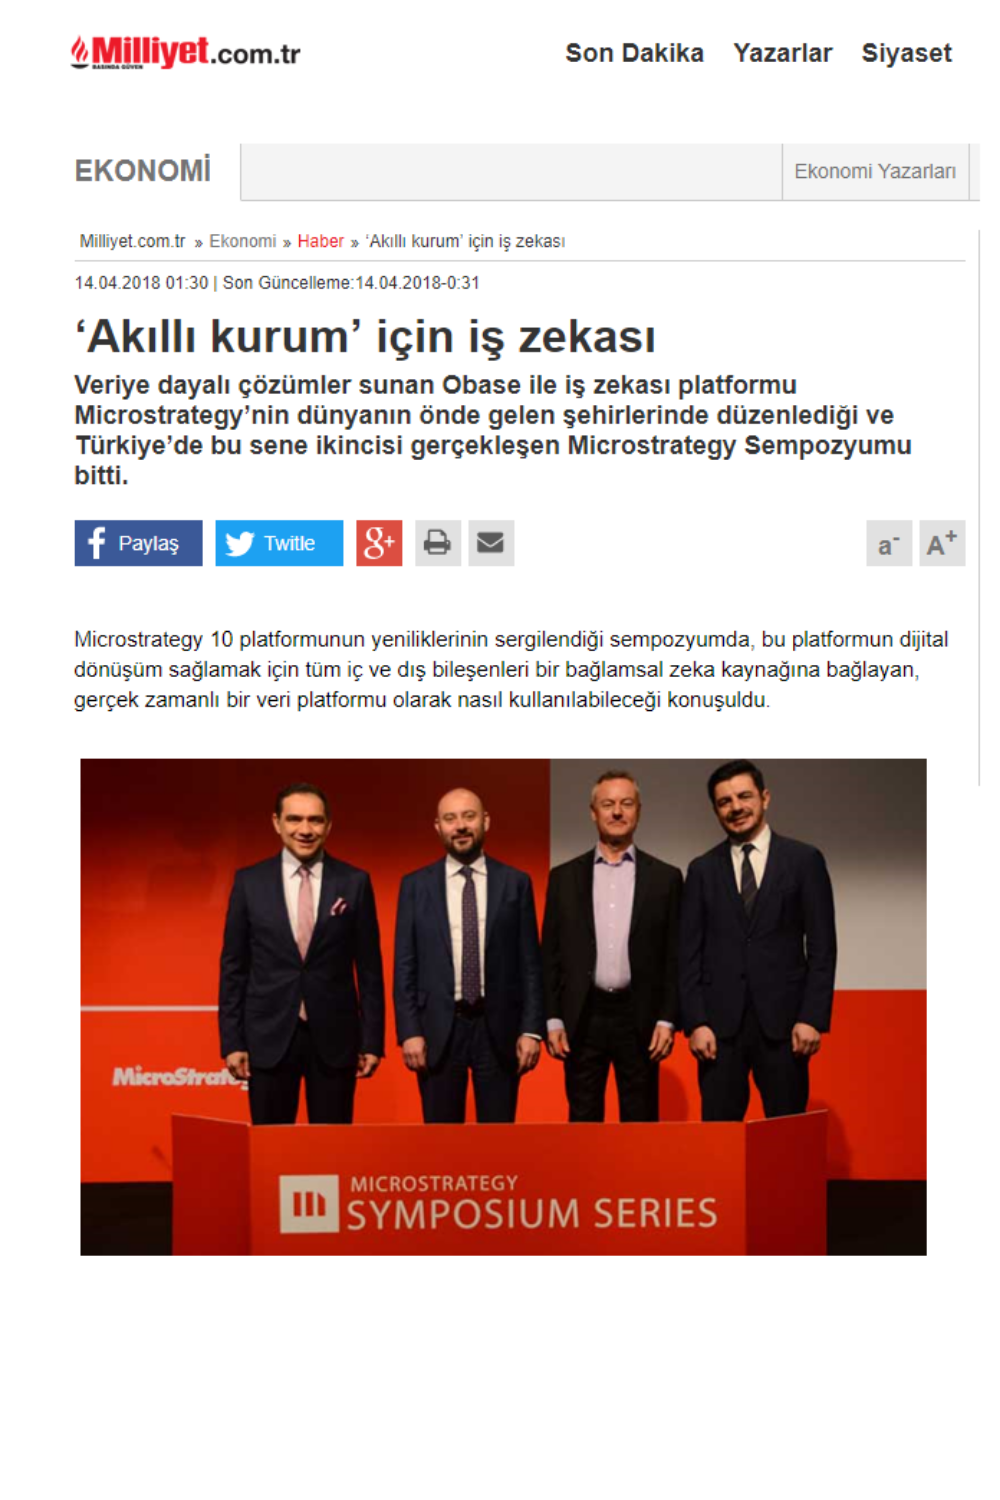 Milliyet.com.tr
BASINDA GÜVEN
Son Dakika Yazarlar Siyaset
EKONOMİ
Ekonomi Yazarları
Milliyet.com.tr » Ekonomi » Haber » ‘Akıllı kurum’ için iş zekası
14.04.2018 01:30 | Son Güncelleme:14.04.2018-0:31
‘Akıllı kurum’ için iş zekası
Veriye dayalı çözümler sunan Obase ile iş zekası platformu
Microstrategy’nin dünyanın önde gelen şehirlerinde düzenlediği ve
Türkiye’de bu sene ikincisi gerçekleşen Microstrategy Sempozyumu
bitti.
f Paylaş Twitle g+ a- A+
Microstrategy 10 platformunun yeniliklerinin sergilendiği sempozyumda, bu platformun dijital
dönüşüm sağlamak için tüm iç ve dış bileşenleri bir bağlamsal zeka kaynağına bağlayan,
gerçek zamanlı bir veri platformu olarak nasıl kullanılabileceği konuşuldu.
MicroStrateg
MICROSTRATEGY
SYMPOSIUM SERIES